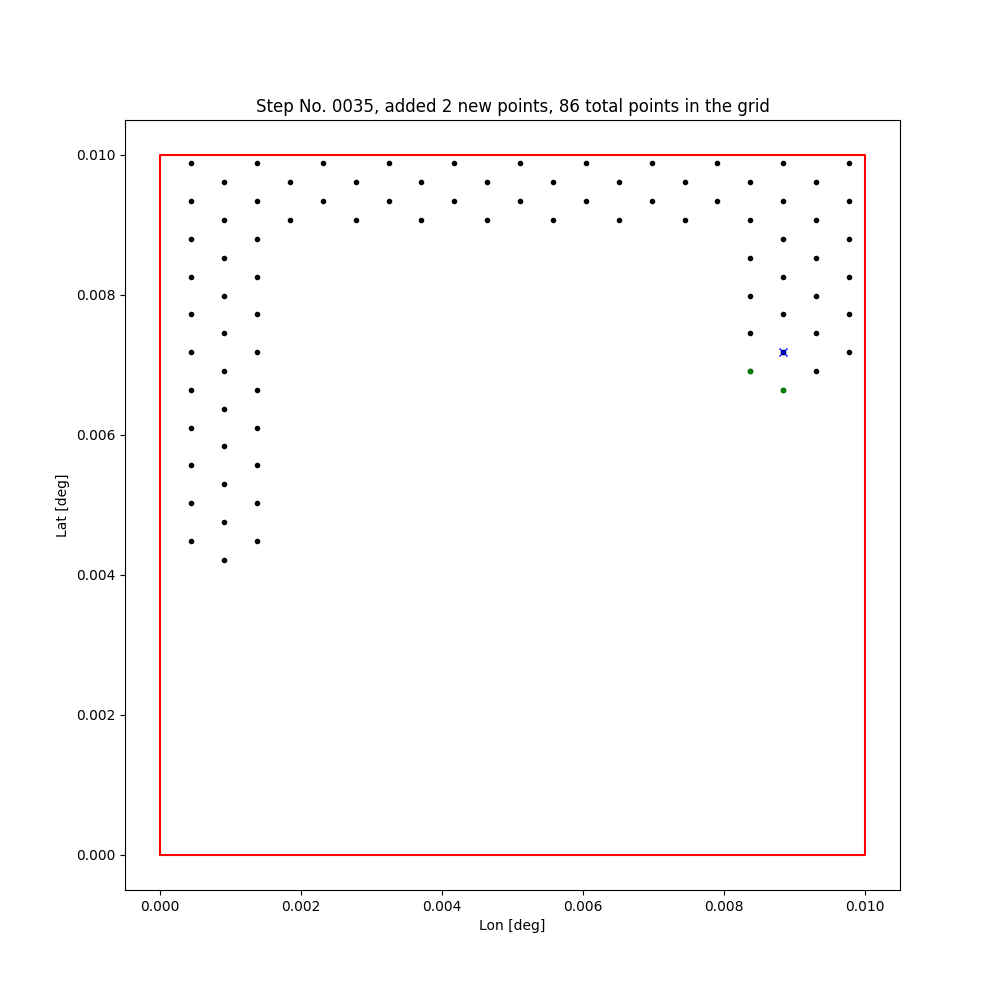 Step No. 0035, added 2 new points, 86 total points in the grid
0.010
0.008
0.006
0.004
0.002
0.000
Lat [deg]
0.000 0.002 0.004 0.006 0.008 0.010
Lon [deg]